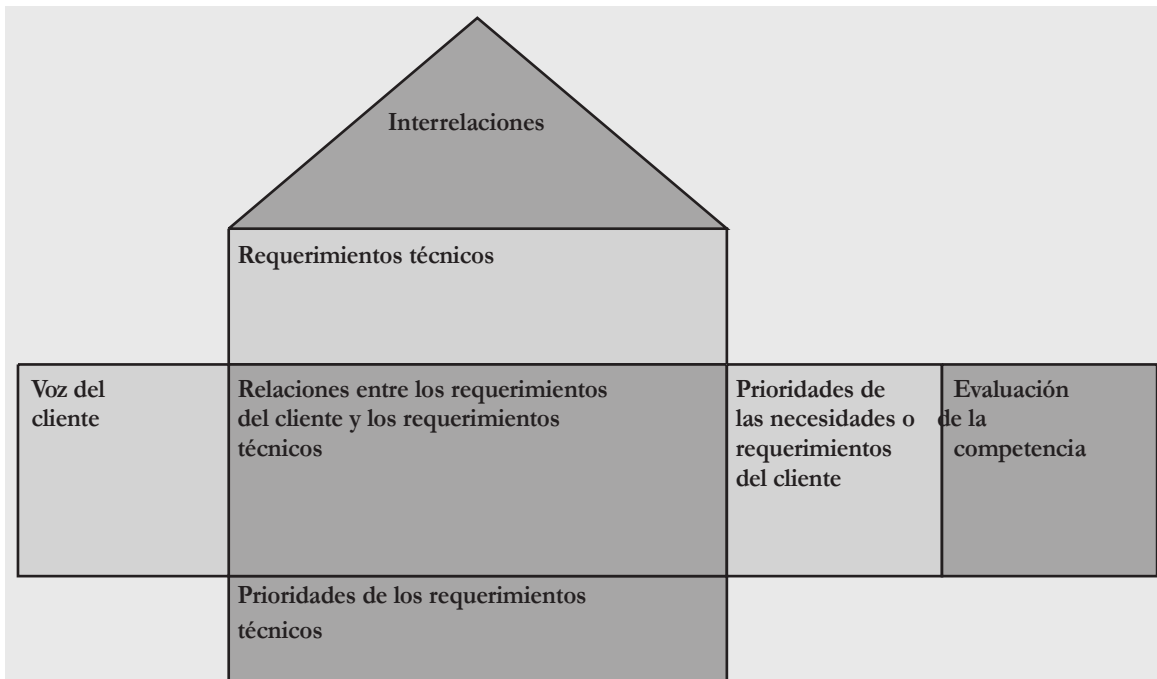 Interrelaciones
Requerimientos técnicos
Voz del
cliente
Relaciones entre los requerimientos
del cliente y los requerimientos
técnicos
Prioridades de
las necesidades o
requerimientos
del cliente
Evaluación
de la
competencia
Prioridades de los requerimientos
técnicos